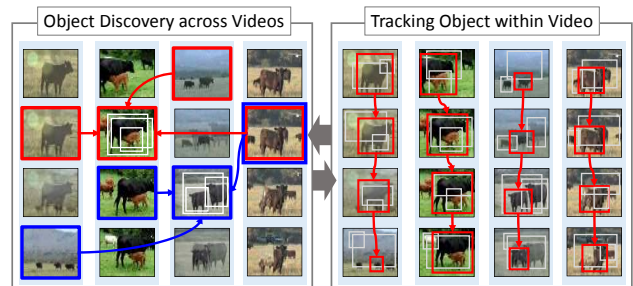 Object Discovery across Videos
Tracking Object within Video